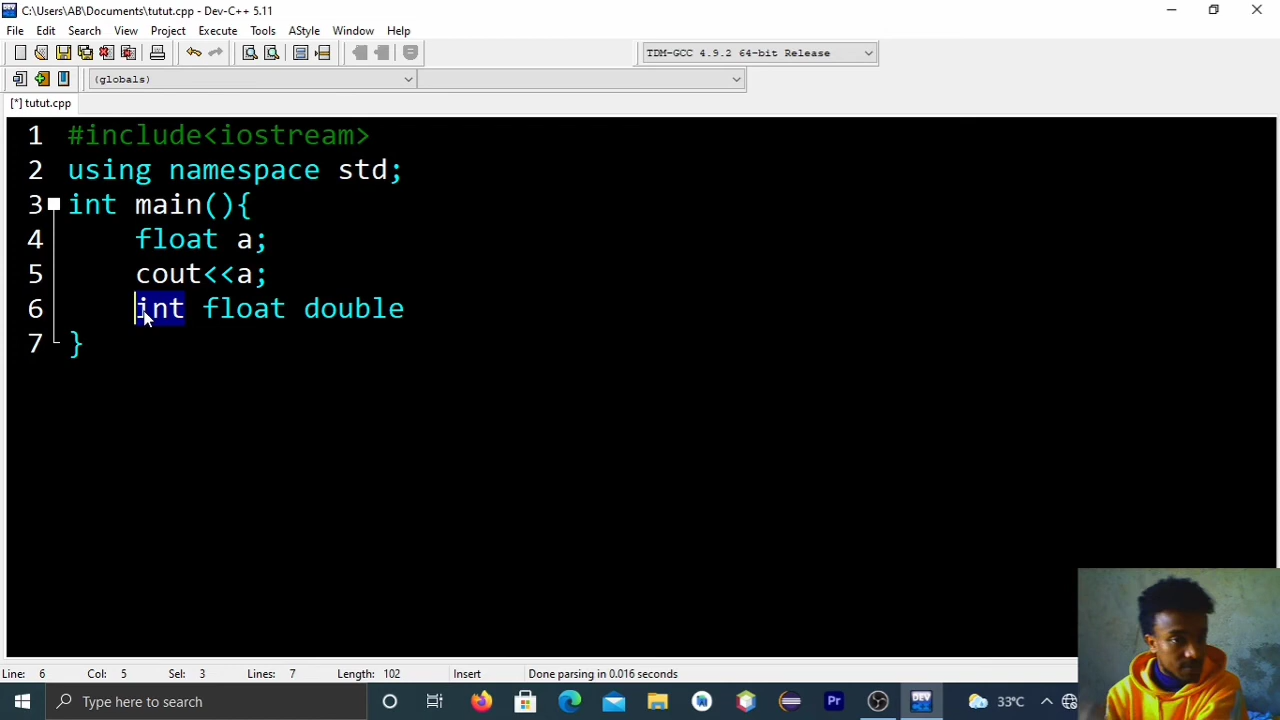 C:\Users\AB\Documents\tutut.cpp - Dev-C++ 5.11
File Edit Search View Project Execute Tools AStyle Window Help
TDM-GCC 4.9.2 64-bit Release
(globals)
[*] tutut.cpp
1 #include<iostream>
2 using namespace std;
3 int main(){
4 float a;
5 cout<<a;
6 int float double
7 }
Line: 6 Col: 5 Sel: 3 Lines: 7 Length: 102 Insert Done parsing in 0.016 seconds
Type here to search
Pr
DEV
33°C